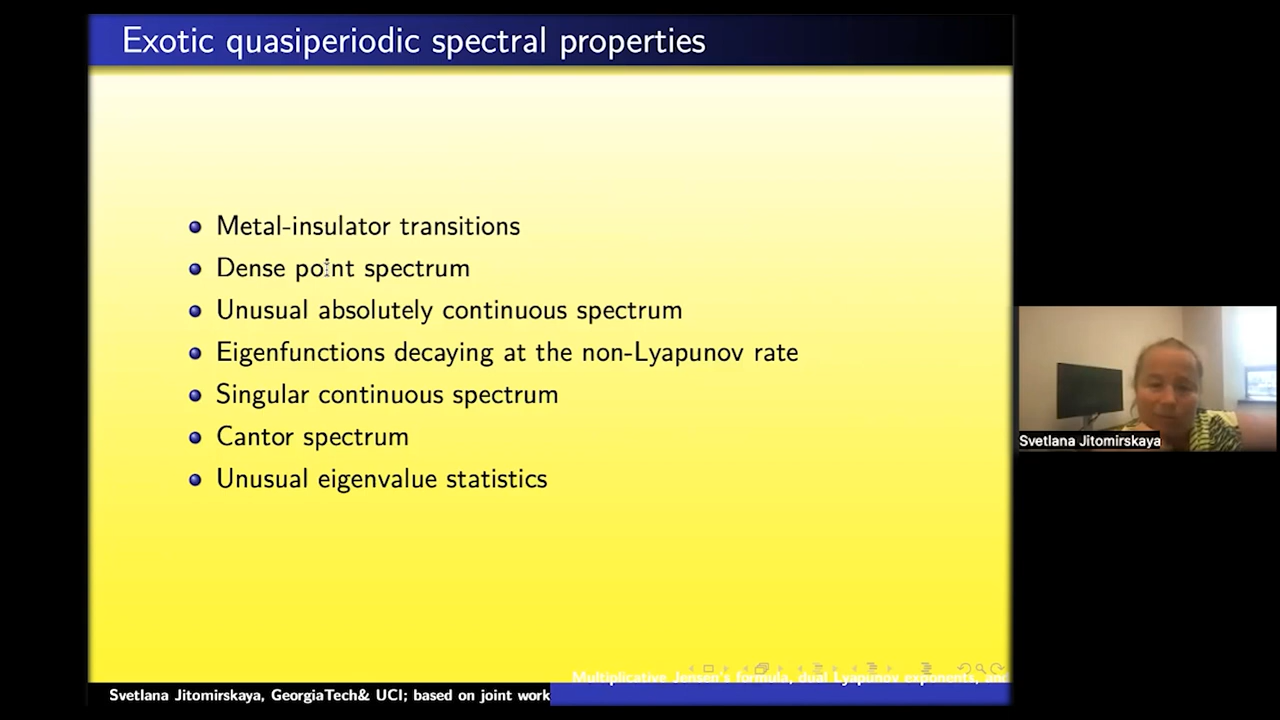 Exotic quasiperiodic spectral properties
Metal-insulator transitions
Dense point spectrum
Unusual absolutely continuous spectrum
Eigenfunctions decaying at the non-Lyapunov rate
Singular continuous spectrum
Cantor spectrum
Unusual eigenvalue statistics
Svetlana Jitomirskaya
Multiplicative Jensen's formula, dual Lyapunov exponents, and
Svetlana Jitomirskaya, GeorgiaTech& UCI; based on joint work